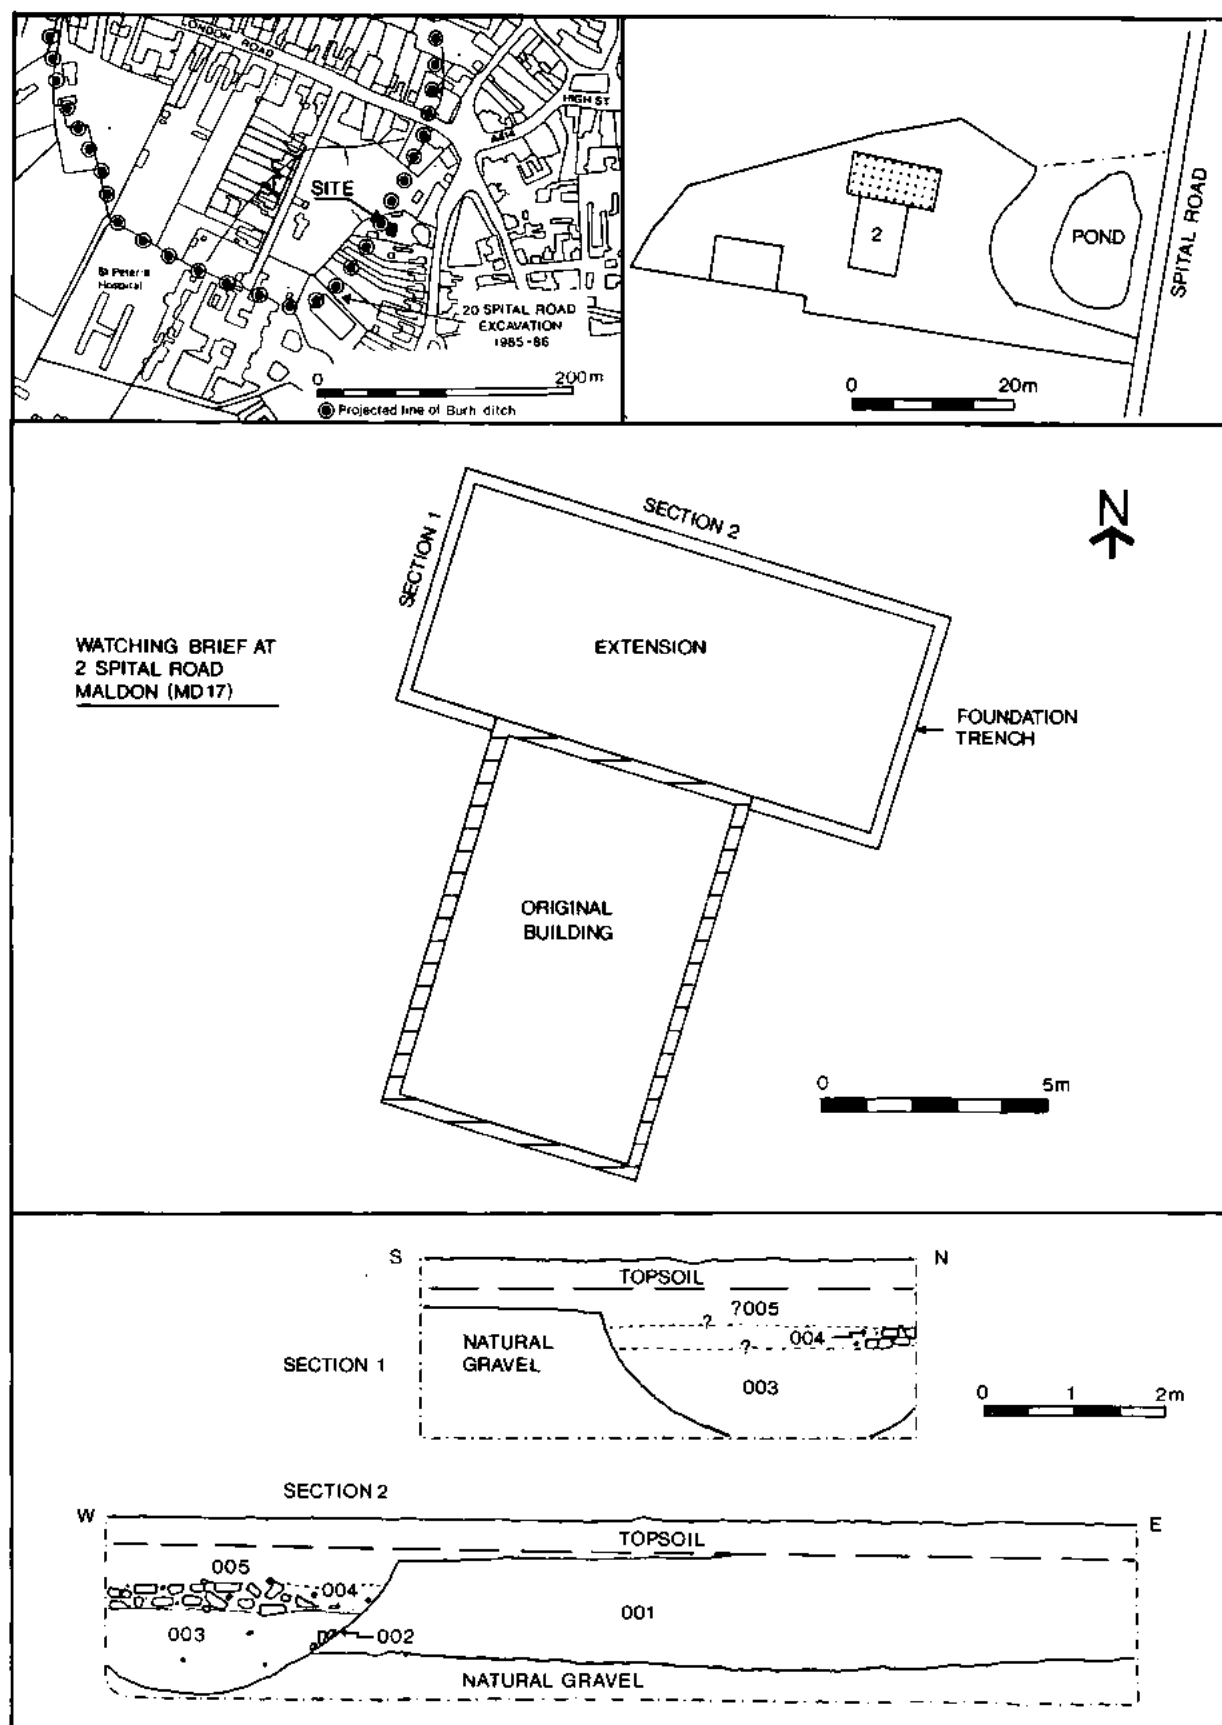 LONDON ROAD
HIGH ST
A414
SITE
St Peter's
Hospital
20 SPITAL ROAD
EXCAVATION
1985-86
0 200m
Projected line of Burh ditch
2
POND
SPITAL ROAD
0 20m
SECTION 1
SECTION 2
N
WATCHING BRIEF AT
2 SPITAL ROAD
MALDON (MD17)
EXTENSION
FOUNDATION
TRENCH
ORIGINAL
BUILDING
0 5m
S N
TOPSOIL
?005
?
004
NATURAL
GRAVEL
?
SECTION 1
003
0 1 2m
SECTION 2
W E
TOPSOIL
005
004
001
003
002
NATURAL GRAVEL